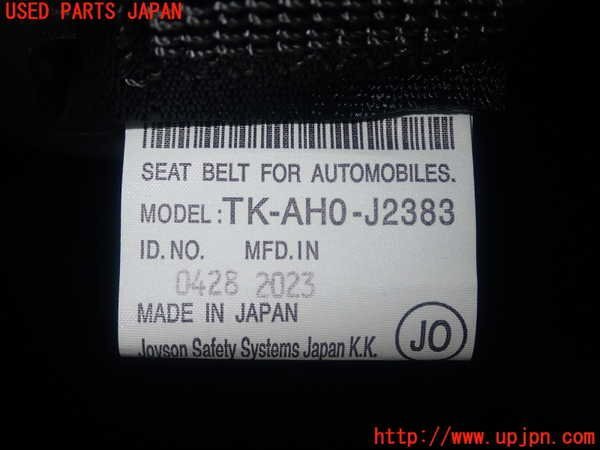 USED PARTS JAPAN
SEAT BELT FOR AUTOMOBILES.
MODEL: TK-AH0-J2383
ID.NO. MFD.IN
0428 2023
MADE IN JAPAN
Joyson Safety Systems Japan K.K.
JO
UPJ
http://www.upjpn.com/